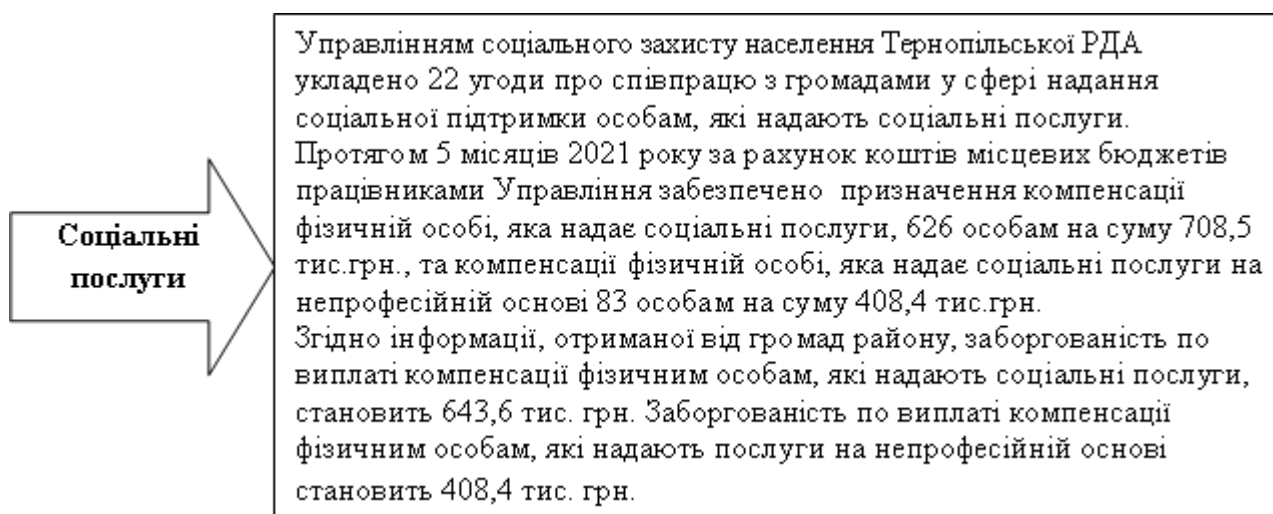 Соціальні
послуги
Управлінням соціального захисту населення Тернопільської РДА
укладено 22 угоди про співпрацю з громадами у сфері надання
соціальної підтримки особам, які надають соціальні послуги.
Протягом 5 місяців 2021 року за рахунок коштів місцевих бюджетів
працівниками Управління забезпечено призначення компенсації
фізичній особі, яка надає соціальні послуги, 626 особам на суму 708,5
тис.грн., та компенсації фізичній особі, яка надає соціальні послуги на
непрофесійній основі 83 особам на суму 408,4 тис.грн.
Згідно інформації, отриманої від громад району, заборгованість по
виплаті компенсації фізичним особам, які надають соціальні послуги,
становить 643,6 тис. грн. Заборгованість по виплаті компенсації
фізичним особам, які надають послуги на непрофесійній основі
становить 408,4 тис. грн.